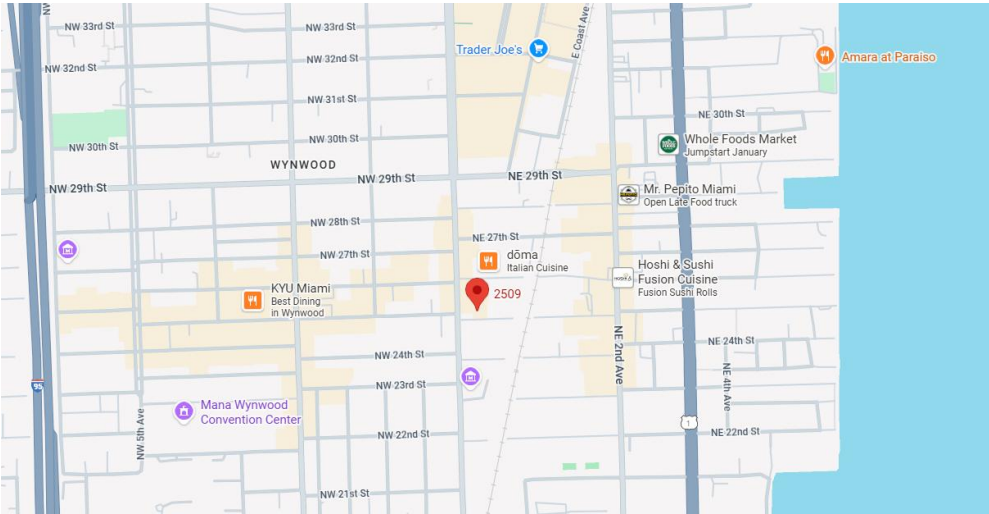 NW
NW 33rd St
NW 33rd St
E Coast Ave
Trader Joe's
Amara at Paraiso
NW 32nd St
NW 32nd St
NW 31st St
NE 30th St
NW 30th St
NW 30th St
Whole Foods Market
Jumpstart January
WYNWOOD
NW 29th St
NW 29th St
NE 29th St
Mr. Pepito Miami
Open Late Food truck
NW 28th St
NE 27th St
NW 27th St
dōma
Italian Cuisine
Hoshi & Sushi
Fusion Cuisine
Fusion Sushi Rolls
KYU Miami
Best Dining
in Wynwood
2509
NE 2nd Ave
NE 24th St
NW 24th St
NE 4th Ave
95
NW 23rd St
Mana Wynwood
Convention Center
NW 5th Ave
1
NW 22nd St
NE 22nd St
NW 21st St